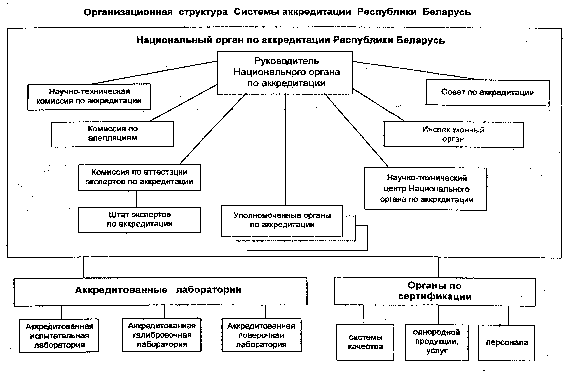 Организационная структура Системы аккредитации Республики Беларусь
Национальный орган по аккредитации Республики Беларусь
Руководитель
Национального органа
по аккредитации
Научно-техническая
комиссия по аккредитации
Совет по аккредитации
Комиссия по
апелляциям
Инспекционный
орган
Комиссия по аттестации
экспертов по аккредитации
Научно-технический
центр Национального
органа по аккредитации
Штат экспертов
по аккредитации
Уполномоченные органы
по аккредитации
Аккредитованные лаборатории
Органы по
сертификации
Аккредитованная
испытательная
лаборатория
Аккредитованная
калибровочная
лаборатория
Аккредитованная
поверочная
лаборатория
системы
качества
однородной
продукции,
услуг
персонала